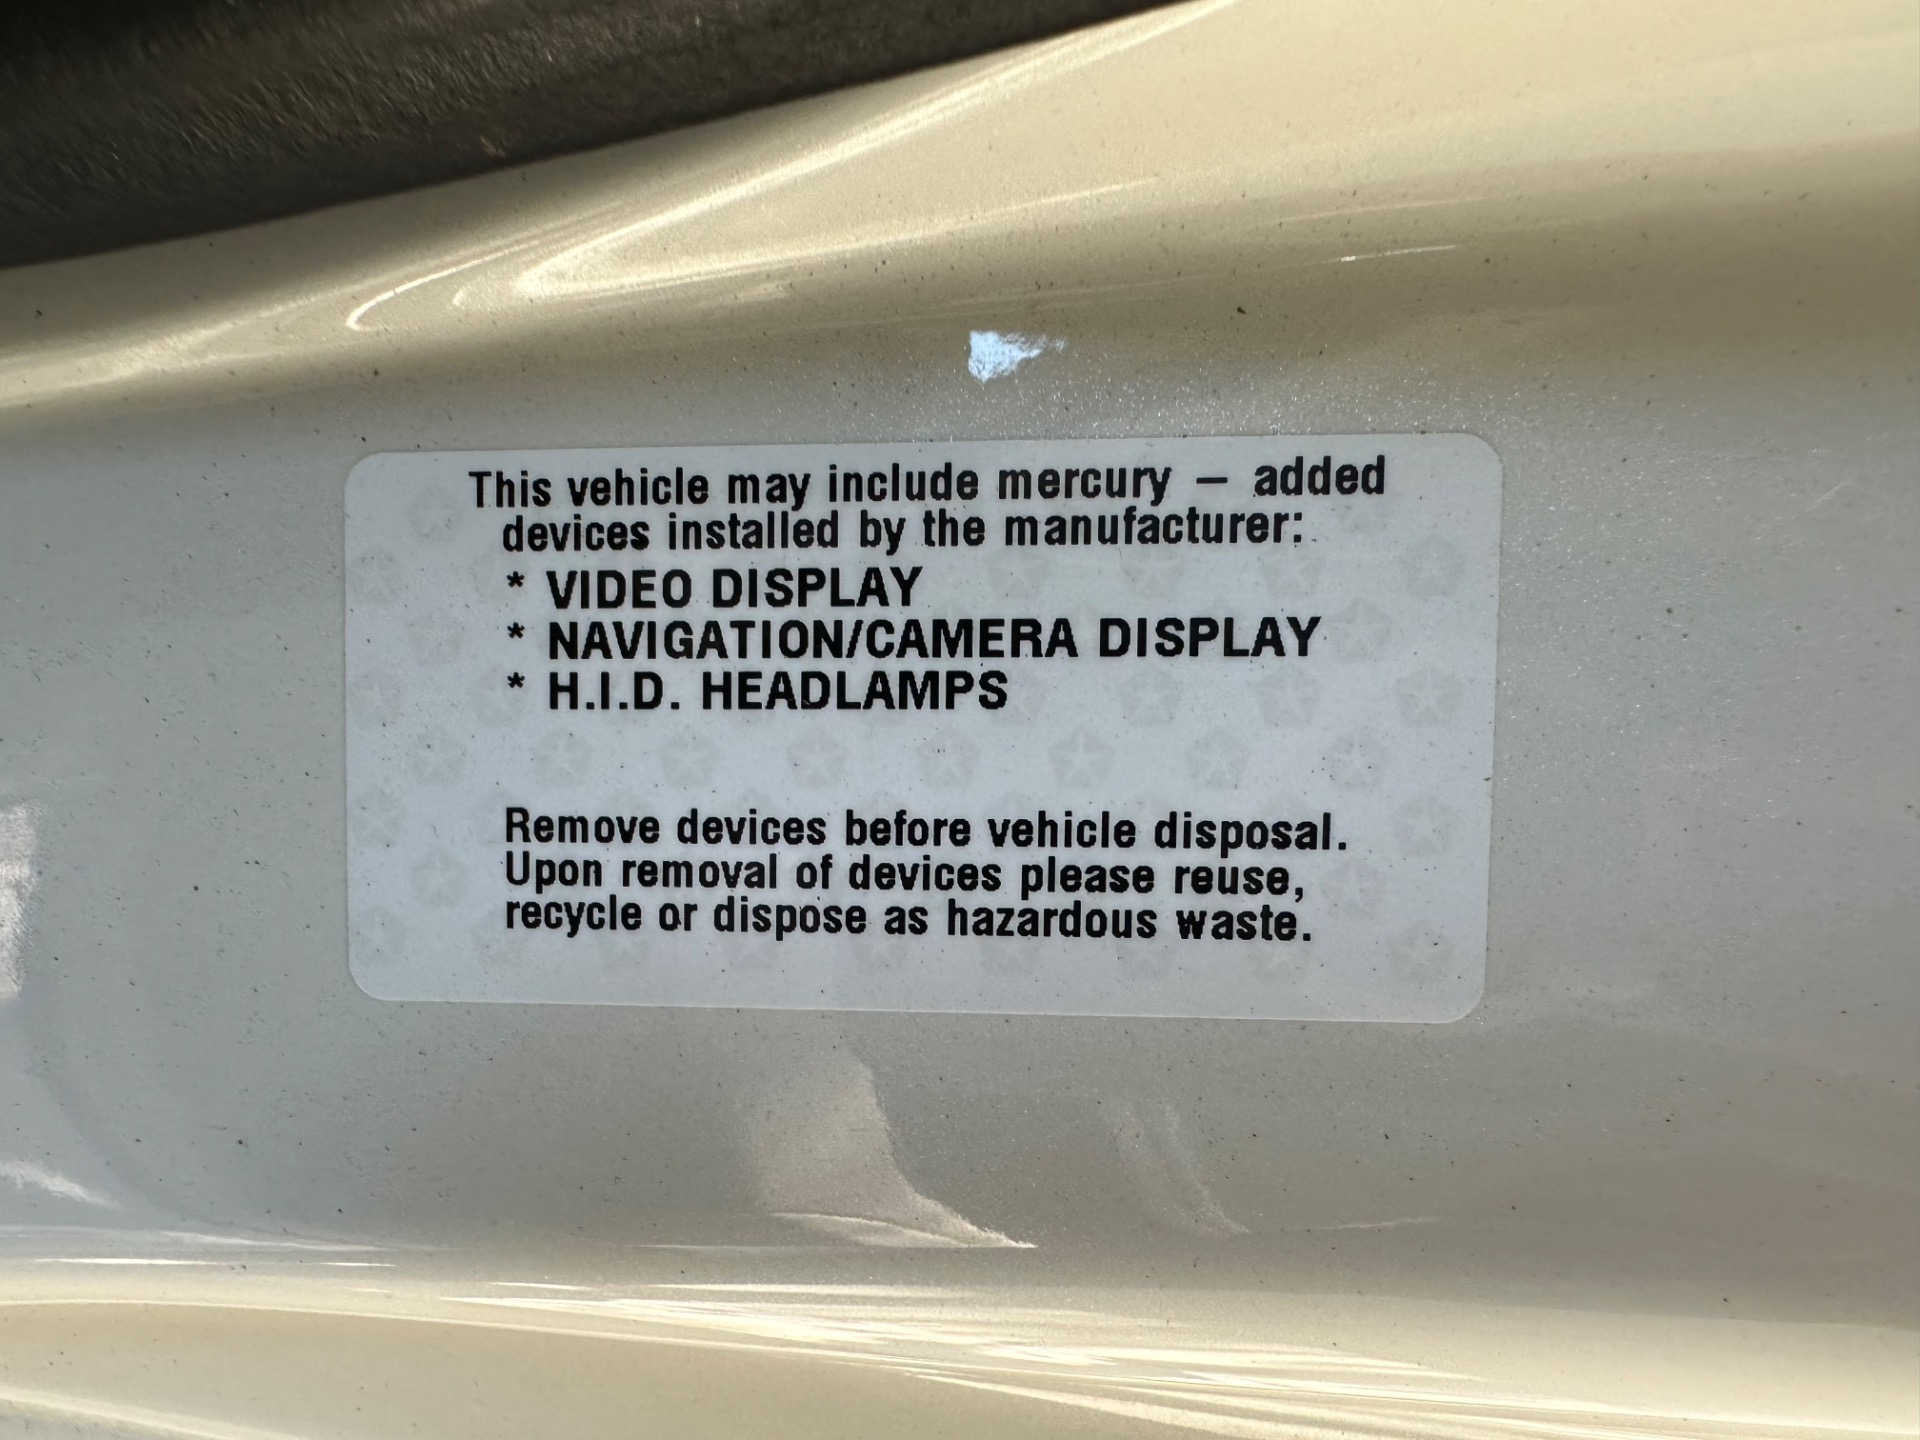 This vehicle may include mercury – added
devices installed by the manufacturer:
* VIDEO DISPLAY
* NAVIGATION/CAMERA DISPLAY
* H.I.D. HEADLAMPS
Remove devices before vehicle disposal.
Upon removal of devices please reuse,
recycle or dispose as hazardous waste.